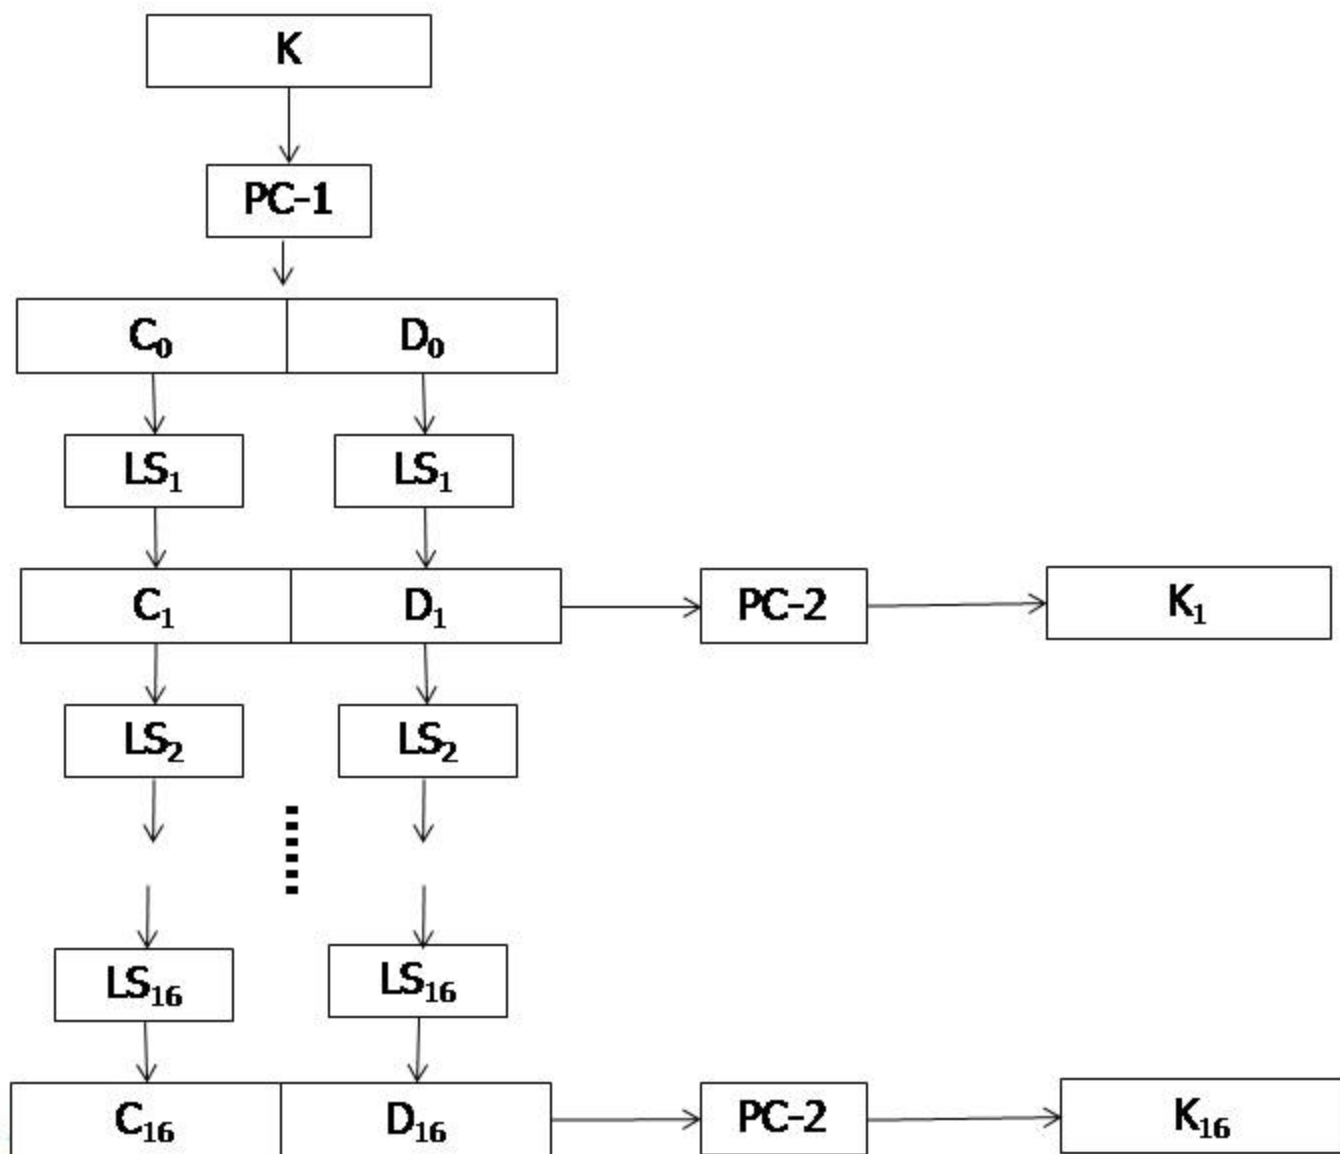 K
PC-1
C₀ D₀
LS₁ LS₁
C₁ D₁ PC-2 K₁
LS₂ LS₂
LS₁₆ LS₁₆
C₁₆ D₁₆ PC-2 K₁₆